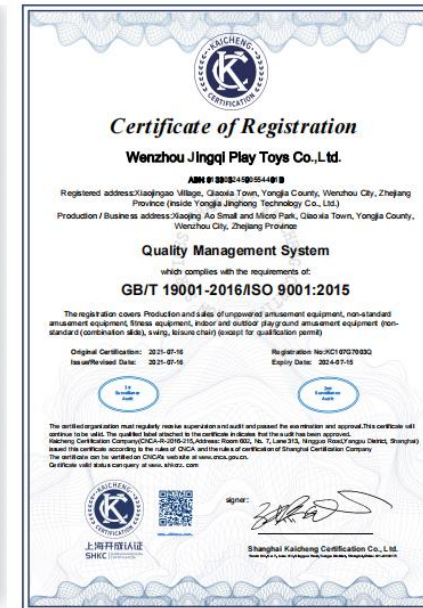 KAICHENG
KC
CERTIFICATION
Certificate of Registration
Wenzhou Jingqi Play Toys Co.,Ltd.
Registered address:Xiaojingao Village, Qiaoxia Town, Yongjia County, Wenzhou City, Zhejiang
Province (inside Yongjia Jinghong Technology Co., Ltd.)
Production / Business address:Xiaojing Ao Small and Micro Park, Qiaoxia Town, Yongjia County,
Wenzhou City, Zhejiang Province
Quality Management System
which complies with the requirements of:
GB/T 19001-2016/ISO 9001:2015
The registration covers Production and sales of unpowered amusement equipment, non-standard
amusement equipment, fitness equipment, indoor and outdoor playground amusement equipment (non-
standard (combination slide), swing, leisure chair) (except for qualification permit)
Original Certification: 2021-07-16
Registration No:KC107Q7003Q
Issue/Revised Date: 2021-07-16
Expiry Date: 2024-07-15
Surveillance
Audit
Surveillance
Audit
The certified organization must regularly receive supervision and audit and passed the examination and approval.This certificate will
continue to be valid. The qualified label attached to the certificate indicates that the audit has been approved.
Kaicheng Certification Company(CNCA-R-2016-215,Address: Room 602, No. 7, Lane 313, Ningguo Road,Yangpu District, Shanghai)
issued this certificate according to the rules of CNCA and the rules of certification of Shanghai Certification Company
The certificate can be verified on CNCA's website at www.cnca.gov.cn.
Certificate valid status can query at www.shkcrz.com
KAICHENG
KC
CERTIFICATION
上海开成认证
SHKC
signer:
Shanghai Kaicheng Certification Co., Ltd.